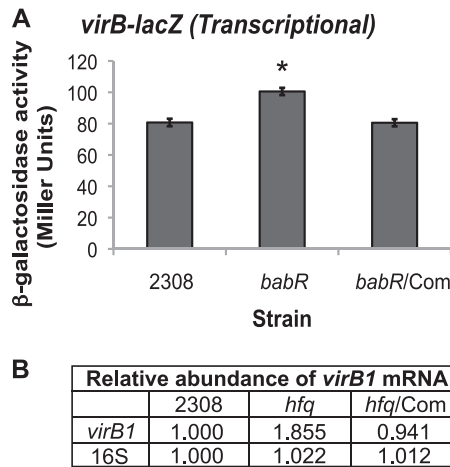 A
virB-lacZ (Transcriptional)
β-galactosidase activity
(Miller Units)
120
100
80
60
40
20
0
*
2308 babR babR/Com
Strain
B
Relative abundance of virB1 mRNA
2308 hfq hfq/Com
virB1 1.000 1.855 0.941
16S 1.000 1.022 1.012